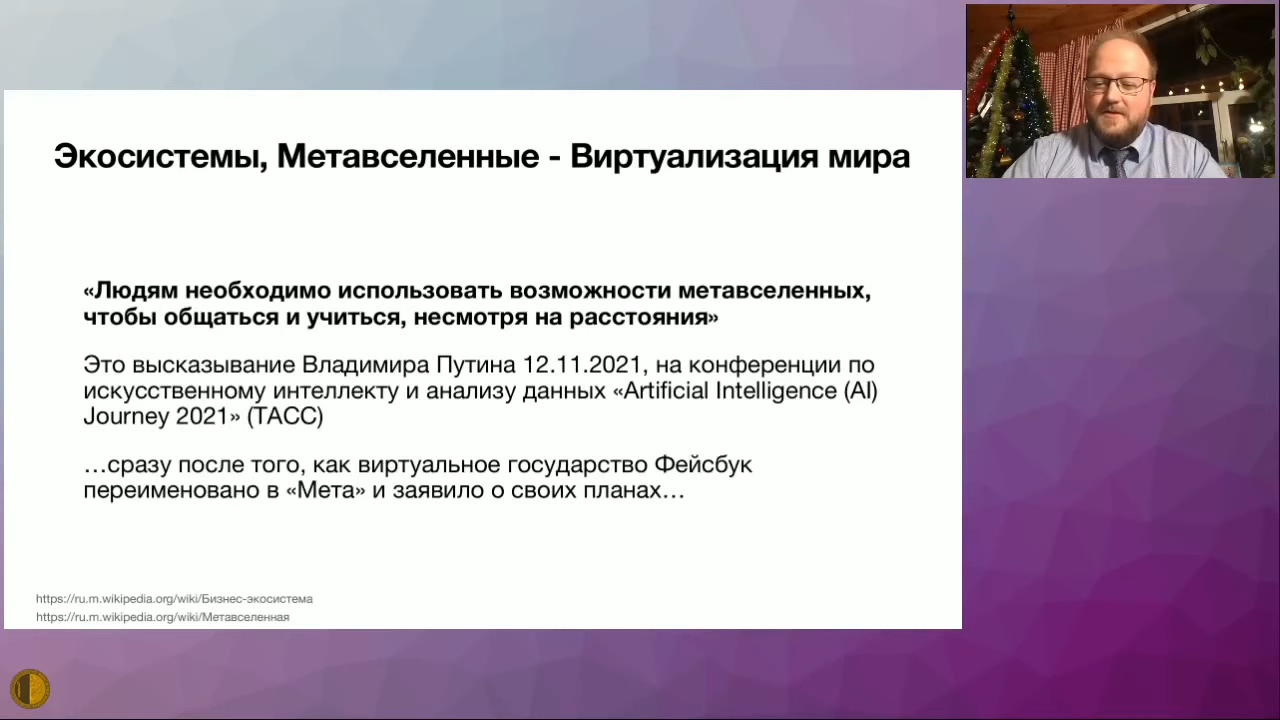 Экосистемы, Метавселенные - Виртуализация мира
«Людям необходимо использовать возможности метавселенных,
чтобы общаться и учиться, несмотря на расстояния»
Это высказывание Владимира Путина 12.11.2021, на конференции по
искусственному интеллекту и анализу данных «Artificial Intelligence (AI)
Journey 2021» (ТАСС)
…сразу после того, как виртуальное государство Фейсбук
переименовано в «Мета» и заявило о своих планах…
https://ru.m.wikipedia.org/wiki/Бизнес-экосистема
https://ru.m.wikipedia.org/wiki/Метавселенная